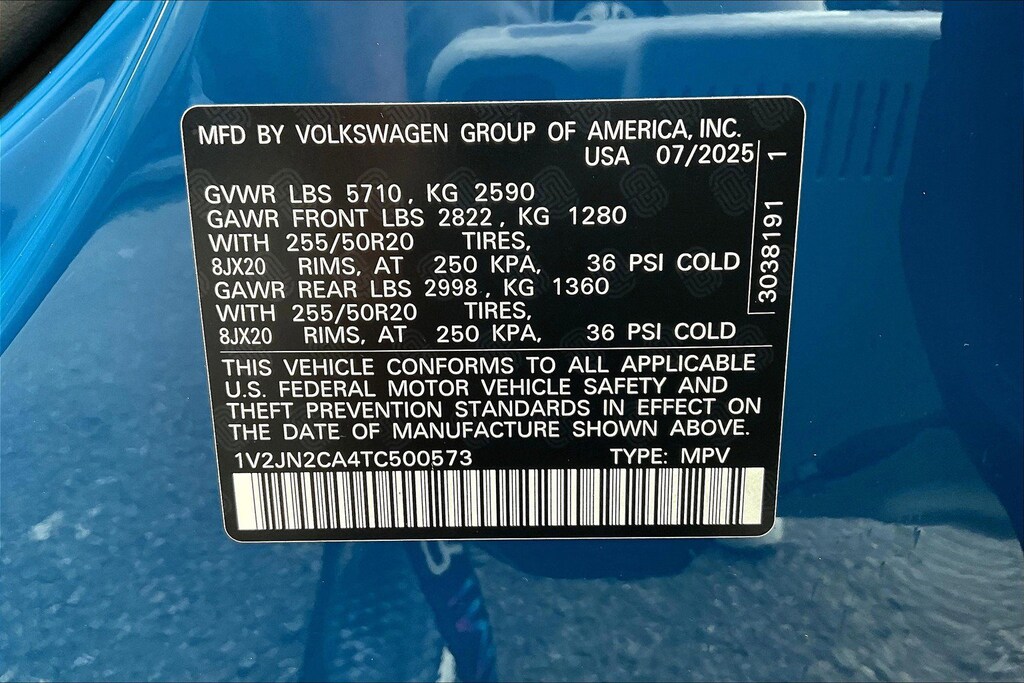 MFD BY VOLKSWAGEN GROUP OF AMERICA, INC.
USA 07/2025
GVWR LBS 5710, KG 2590
GAWR FRONT LBS 2822, KG 1280
WITH 255/50R20 TIRES,
8JX20 RIMS, AT 250 KPA, 36 PSI COLD
GAWR REAR LBS 2998, KG 1360
WITH 255/50R20 TIRES,
8JX20 RIMS, AT 250 KPA, 36 PSI COLD
THIS VEHICLE CONFORMS TO ALL APPLICABLE
U.S. FEDERAL MOTOR VEHICLE SAFETY AND
THEFT PREVENTION STANDARDS IN EFFECT ON
THE DATE OF MANUFACTURE SHOWN ABOVE.
1V2JN2CA4TC500573 TYPE: MPV
3038191 1